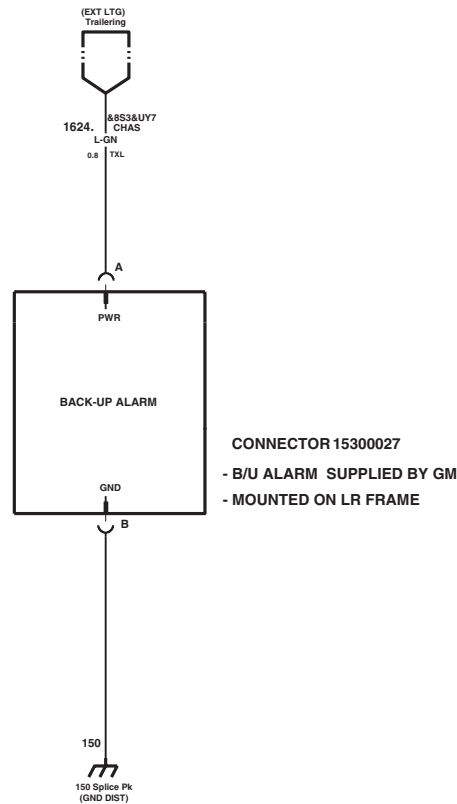 (EXT LTG)
Trailering
&8S3&UY7
1624. CHAS
L-GN
0.8 TXL
A
PWR
BACK-UP ALARM
CONNECTOR 15300027
- B/U ALARM SUPPLIED BY GM
GND
- MOUNTED ON LR FRAME
B
150
150 Splice Pk
(GND DIST)